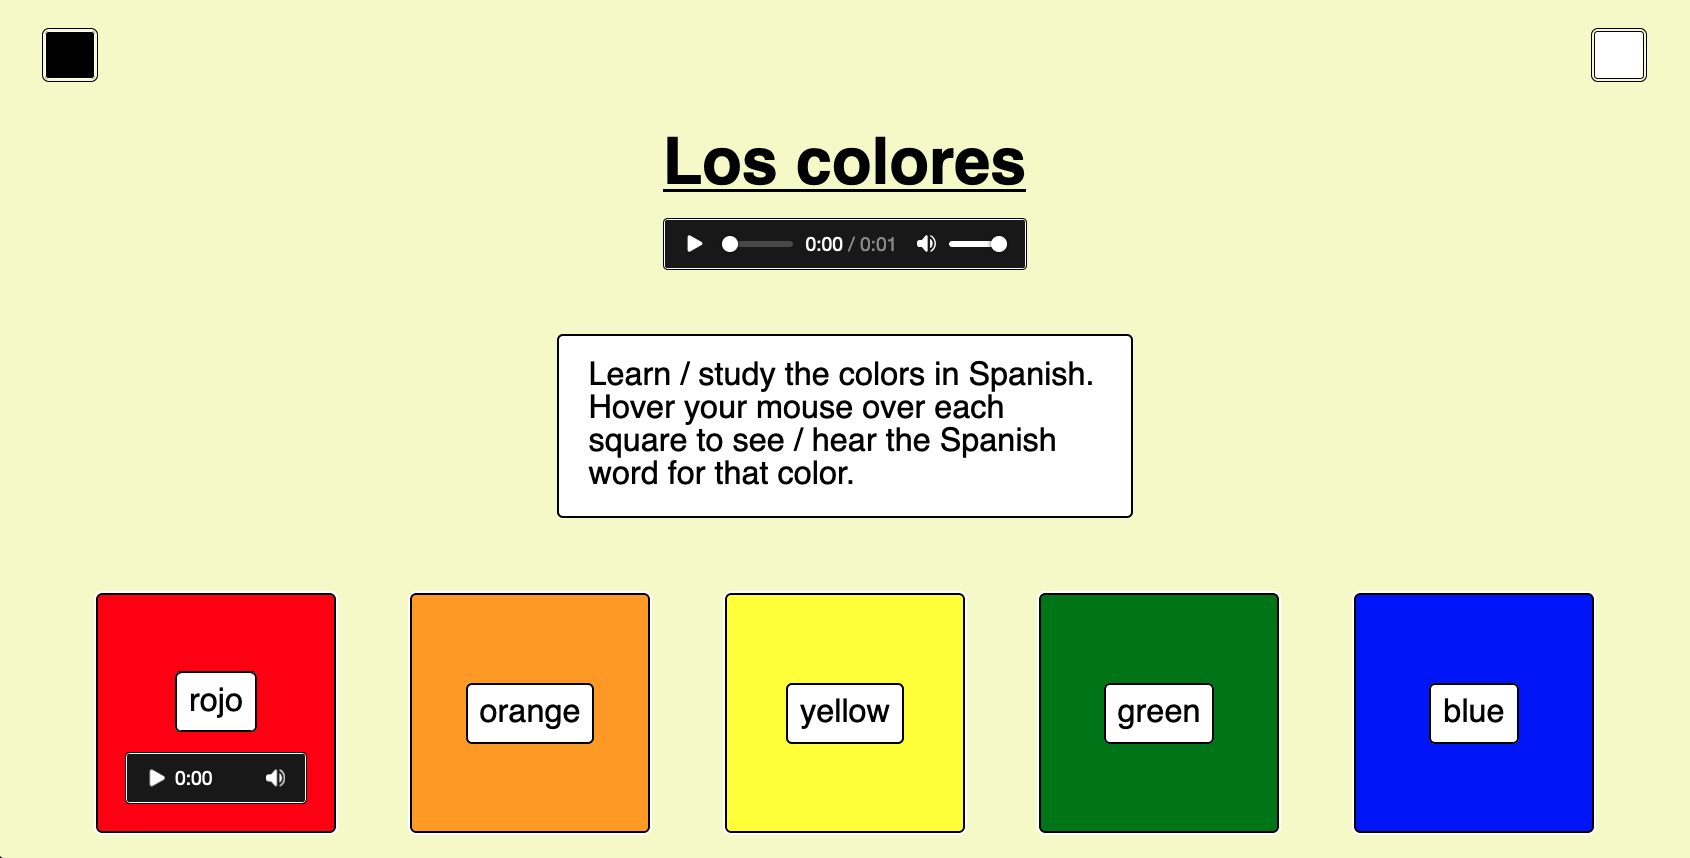 Los colores
0:00 / 0:01
Learn / study the colors in Spanish.
Hover your mouse over each
square to see / hear the Spanish
word for that color.
rojo
orange
yellow
green
blue
0:00